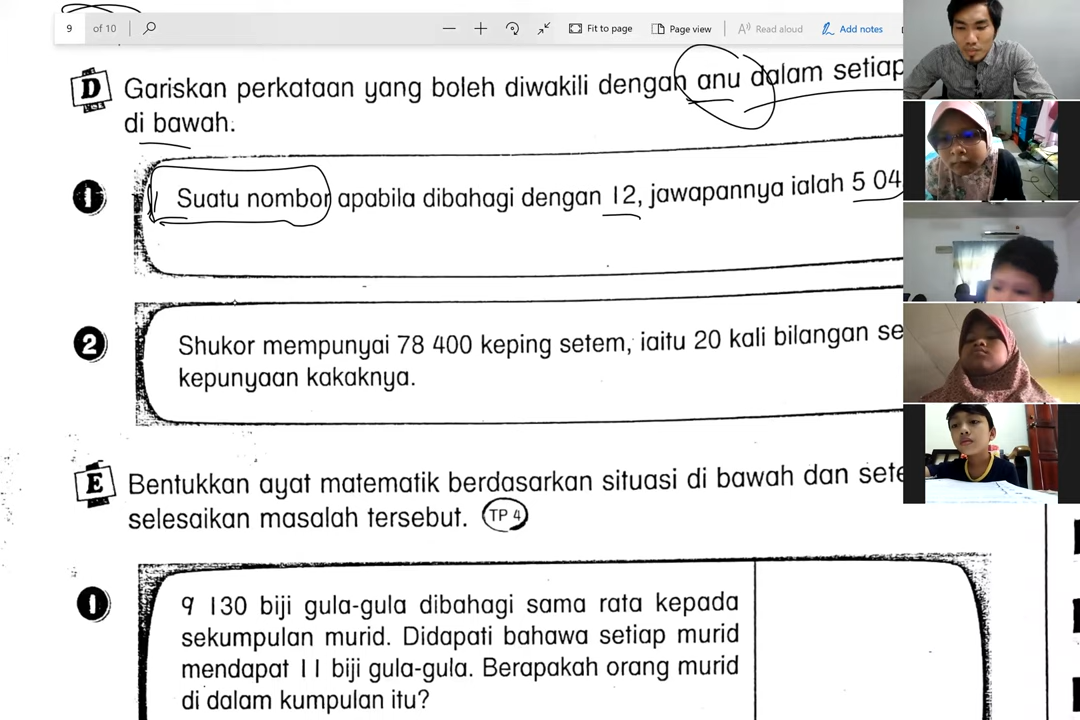 9 of 10 Fit to page Page view Read aloud Add notes
D Gariskan perkataan yang boleh diwakili dengan anu dalam setiap
di bawah.
1 Suatu nombor apabila dibahagi dengan 12, jawapannya ialah 5 04
2 Shukor mempunyai 78 400 keping setem, iaitu 20 kali bilangan se
kepunyaan kakaknya.
E Bentukkan ayat matematik berdasarkan situasi di bawah dan sete
selesaikan masalah tersebut. TP 4
1 9 130 biji gula-gula dibahagi sama rata kepada
sekumpulan murid. Didapati bahawa setiap murid
mendapat 11 biji gula-gula. Berapakah orang murid
di dalam kumpulan itu?